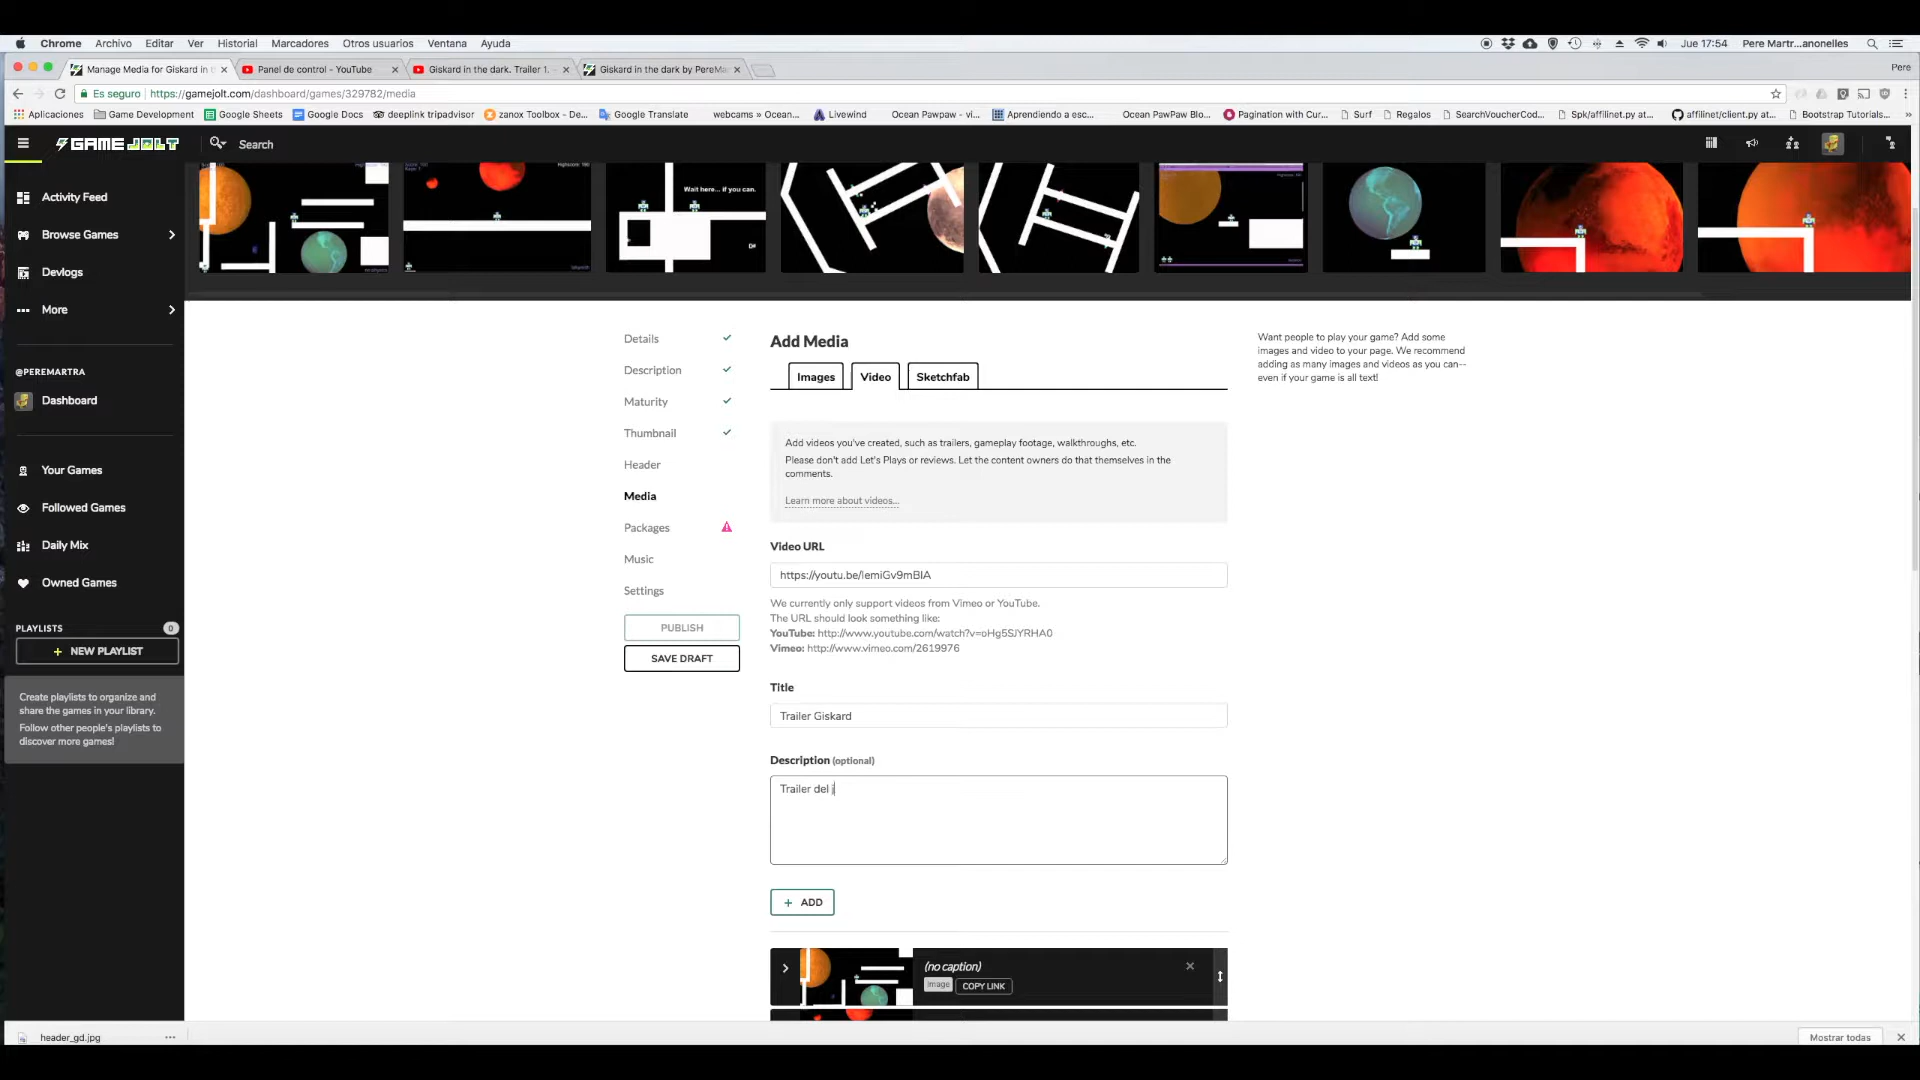 Chrome Archivo Editar Ver Historial Marcadores Otros usuarios Ventana Ayuda Jue 17:54 Pere Martr...anonelles
Manage Media for Giskard in t Panel de control - YouTube Giskard in the dark. Trailer 1. - Giskard in the dark by PereMa Pere
Es seguro https://gamejolt.com/dashboard/games/329782/media
Aplicaciones Game Development Google Sheets Google Docs deeplink tripadvisor zanox Toolbox - De... Google Translate webcams » Ocean... Livewind Ocean Pawpaw - vi... Aprendiendo a esc... Ocean PawPaw Blo... Pagination with Cur... Surf Regalos SearchVoucherCod... Spk/affilinet.py at... affilinet/client.py at... Bootstrap Tutorials... »
GAME JOLT Search
Wait here... if you can.
Activity Feed
Browse Games
Devlogs
More
@PEREMARTRA
Dashboard
Your Games
Followed Games
Daily Mix
Owned Games
PLAYLISTS 0
+ NEW PLAYLIST
Create playlists to organize and
share the games in your library.
Follow other people's playlists to
discover more games!
Details
Description
Maturity
Thumbnail
Header
Media
Packages
Music
Settings
PUBLISH
SAVE DRAFT
Add Media
Images Video Sketchfab
Add videos you've created, such as trailers, gameplay footage, walkthroughs, etc.
Please don't add Let's Plays or reviews. Let the content owners do that themselves in the
comments.
Learn more about videos...
Video URL
https://youtu.be/lemiGv9mBIA
We currently only support videos from Vimeo or YouTube.
The URL should look something like:
YouTube: http://www.youtube.com/watch?v=oHg5SJYRHA0
Vimeo: http://www.vimeo.com/2619976
Title
Trailer Giskard
Description (optional)
Trailer del j
+ ADD
(no caption)
Image COPY LINK
Want people to play your game? Add some
images and video to your page. We recommend
adding as many images and videos as you can--
even if your game is all text!
header_gd.jpg
Mostrar todas